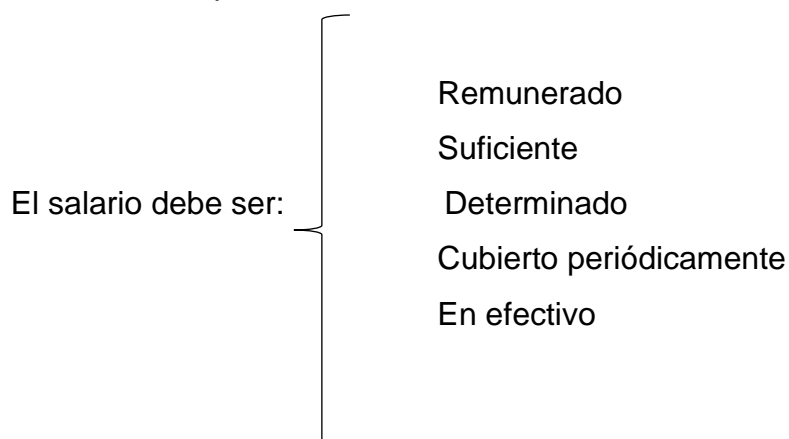 Remunerado
Suficiente
El salario debe ser: Determinado
Cubierto periódicamente
En efectivo